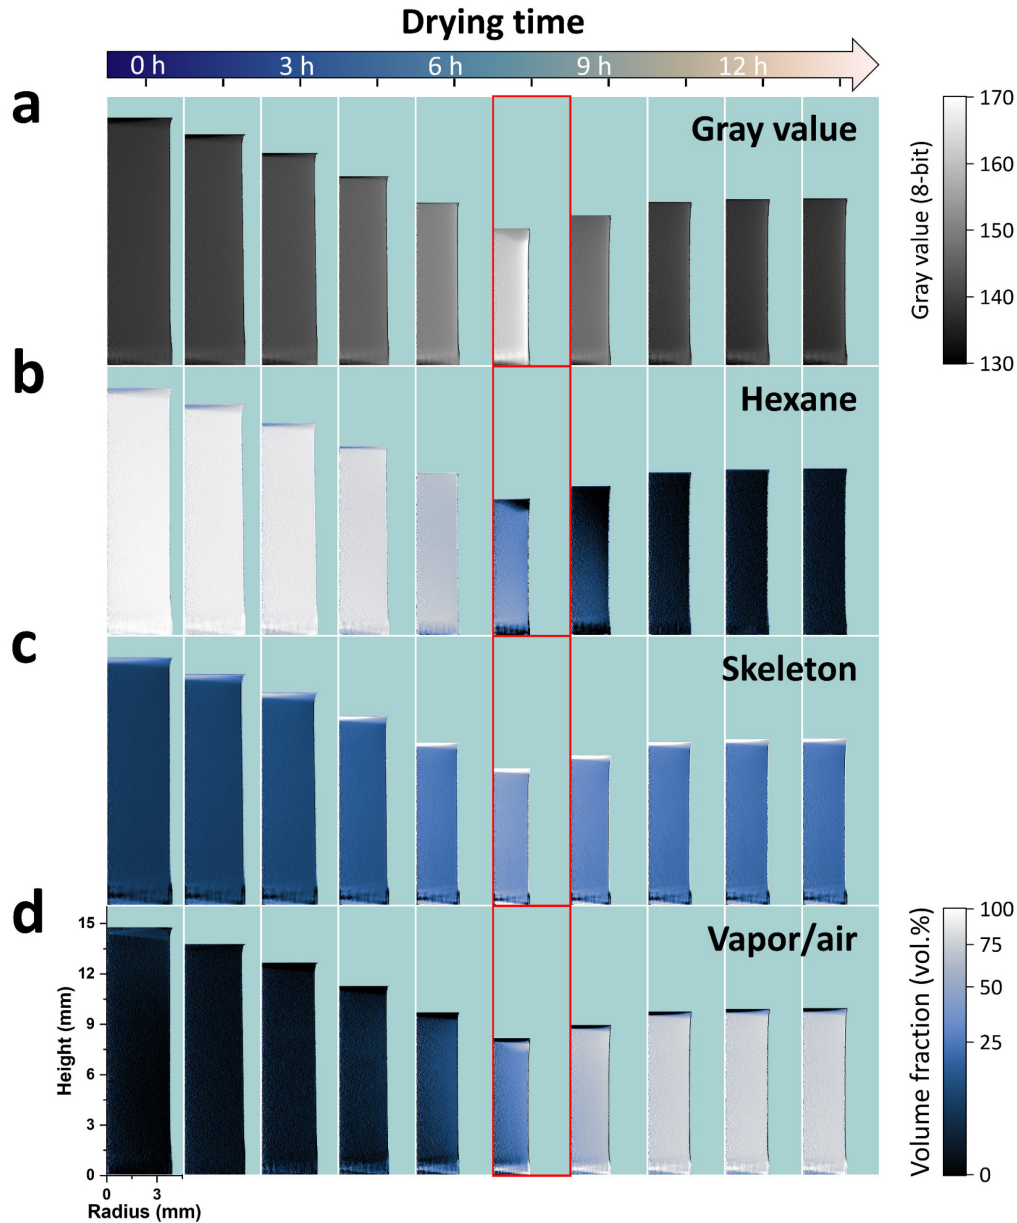 Drying time
0 h 3 h 6 h 9 h 12 h
a
Gray value
170
160
150
140
130
Gray value (8-bit)
b
Hexane
c
Skeleton
d
Vapor/air
15
12
9
6
3
0
Height (mm)
0 3
Radius (mm)
100
75
50
25
0
Volume fraction (vol.%)